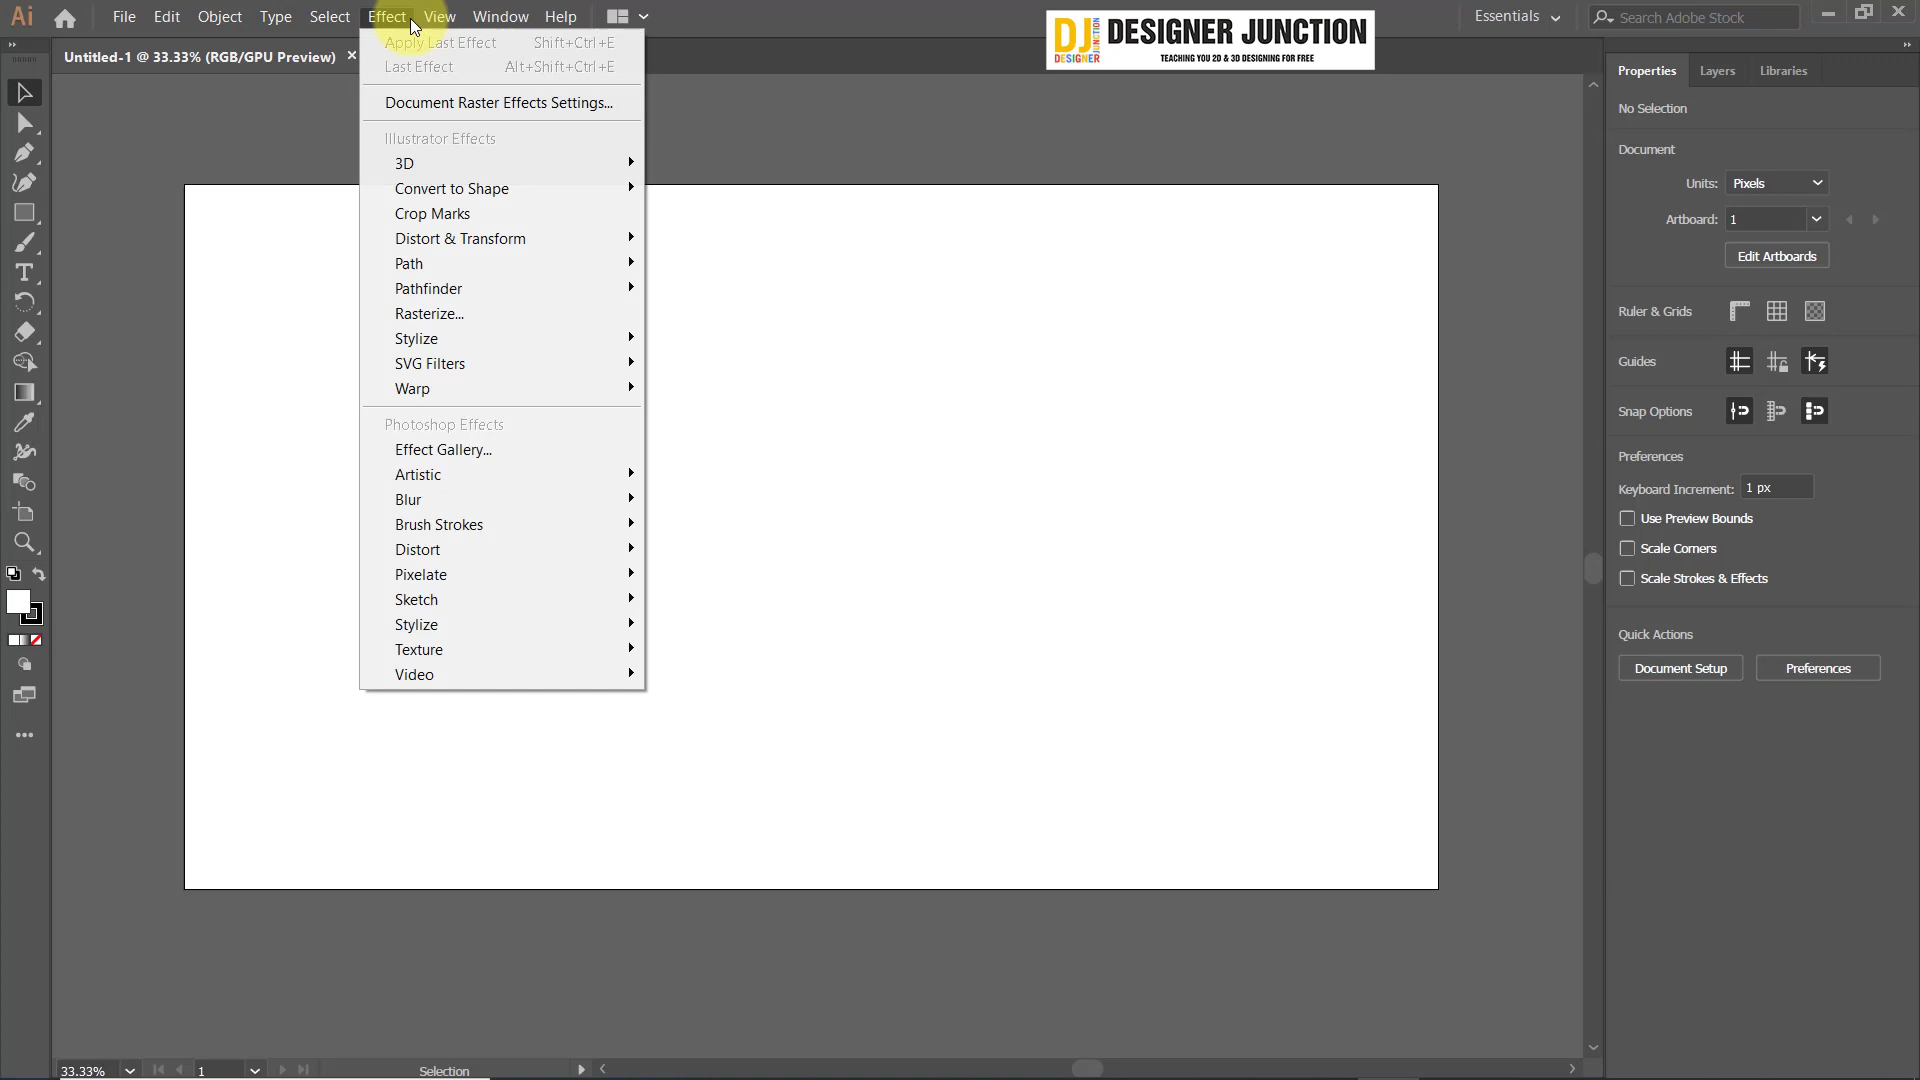 Ai File Edit Object Type Select Effect View Window Help
DJ DESIGNER JUNCTION
DESIGNER JUNCTION
TEACHING YOU 2D & 3D DESIGNING FOR FREE
Essentials
Search Adobe Stock
Untitled-1 @ 33.33% (RGB/GPU Preview)
Apply Last Effect Shift+Ctrl+E
Last Effect Alt+Shift+Ctrl+E
Document Raster Effects Settings...
Illustrator Effects
3D
Convert to Shape
Crop Marks
Distort & Transform
Path
Pathfinder
Rasterize...
Stylize
SVG Filters
Warp
Photoshop Effects
Effect Gallery...
Artistic
Blur
Brush Strokes
Distort
Pixelate
Sketch
Stylize
Texture
Video
Properties Layers Libraries
No Selection
Document
Units: Pixels
Artboard: 1
Edit Artboards
Ruler & Grids
Guides
Snap Options
Preferences
Keyboard Increment: 1 px
Use Preview Bounds
Scale Corners
Scale Strokes & Effects
Quick Actions
Document Setup Preferences
33.33% 1 Selection